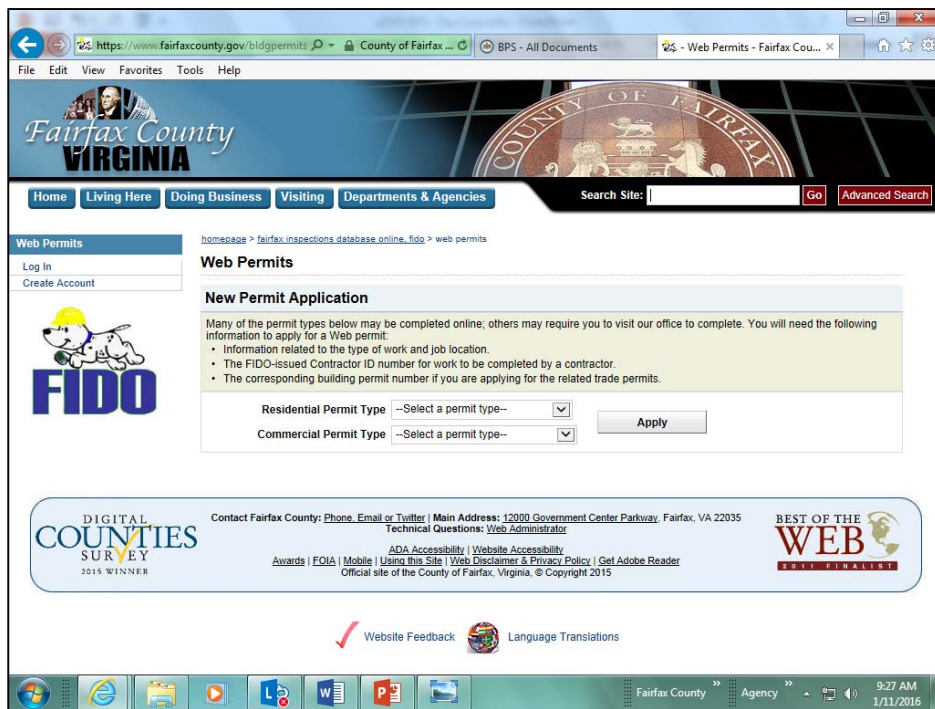 https://www.fairfaxcounty.gov/bldgpermits
County of Fairfax ...
BPS - All Documents
- Web Permits - Fairfax Cou...
File Edit View Favorites Tools Help
Fairfax County
VIRGINIA
COUNTY OF FAIRFAX
Home Living Here Doing Business Visiting Departments & Agencies
Search Site: Go Advanced Search
Web Permits
Log In
Create Account
FIDO
homepage > fairfax inspections database online, fido > web permits
Web Permits
New Permit Application
Many of the permit types below may be completed online; others may require you to visit our office to complete. You will need the following
information to apply for a Web permit:
• Information related to the type of work and job location.
• The FIDO-issued Contractor ID number for work to be completed by a contractor.
• The corresponding building permit number if you are applying for the related trade permits.
Residential Permit Type --Select a permit type--
Commercial Permit Type --Select a permit type--
Apply
DIGITAL
COUNTIES
SURVEY
2015 WINNER
Contact Fairfax County: Phone, Email or Twitter | Main Address: 12000 Government Center Parkway, Fairfax, VA 22035
Technical Questions: Web Administrator
ADA Accessibility | Website Accessibility
Awards | FOIA | Mobile | Using this Site | Web Disclaimer & Privacy Policy | Get Adobe Reader
Official site of the County of Fairfax, Virginia, © Copyright 2015
BEST OF THE
WEB
2011 FINALIST
Website Feedback
Language Translations
Fairfax County » Agency »
9:27 AM
1/11/2016